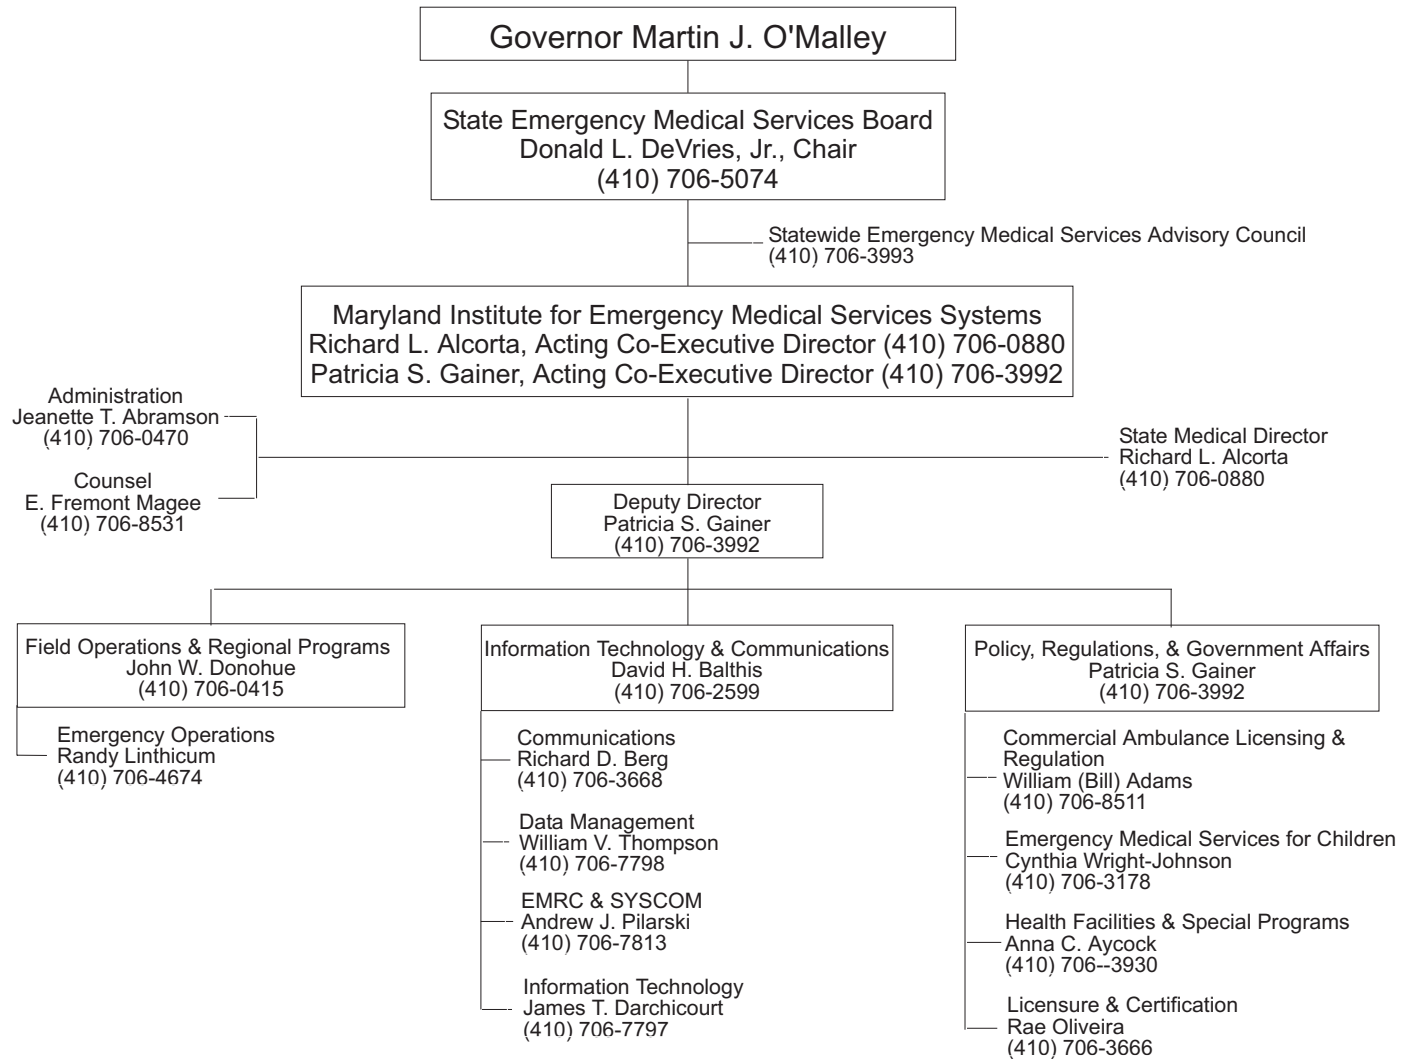 Governor Martin J. O'Malley
State Emergency Medical Services Board
Donald L. DeVries, Jr., Chair
(410) 706-5074
Statewide Emergency Medical Services Advisory Council
(410) 706-3993
Maryland Institute for Emergency Medical Services Systems
Richard L. Alcorta, Acting Co-Executive Director (410) 706-0880
Patricia S. Gainer, Acting Co-Executive Director (410) 706-3992
Administration
Jeanette T. Abramson
(410) 706-0470
Counsel
E. Fremont Magee
(410) 706-8531
State Medical Director
Richard L. Alcorta
(410) 706-0880
Deputy Director
Patricia S. Gainer
(410) 706-3992
Field Operations & Regional Programs
John W. Donohue
(410) 706-0415
Emergency Operations
Randy Linthicum
(410) 706-4674
Information Technology & Communications
David H. Balthis
(410) 706-2599
Communications
Richard D. Berg
(410) 706-3668
Data Management
William V. Thompson
(410) 706-7798
EMRC & SYSCOM
Andrew J. Pilarski
(410) 706-7813
Information Technology
James T. Darchicourt
(410) 706-7797
Policy, Regulations, & Government Affairs
Patricia S. Gainer
(410) 706-3992
Commercial Ambulance Licensing &
Regulation
William (Bill) Adams
(410) 706-8511
Emergency Medical Services for Children
Cynthia Wright-Johnson
(410) 706-3178
Health Facilities & Special Programs
Anna C. Aycock
(410) 706--3930
Licensure & Certification
Rae Oliveira
(410) 706-3666